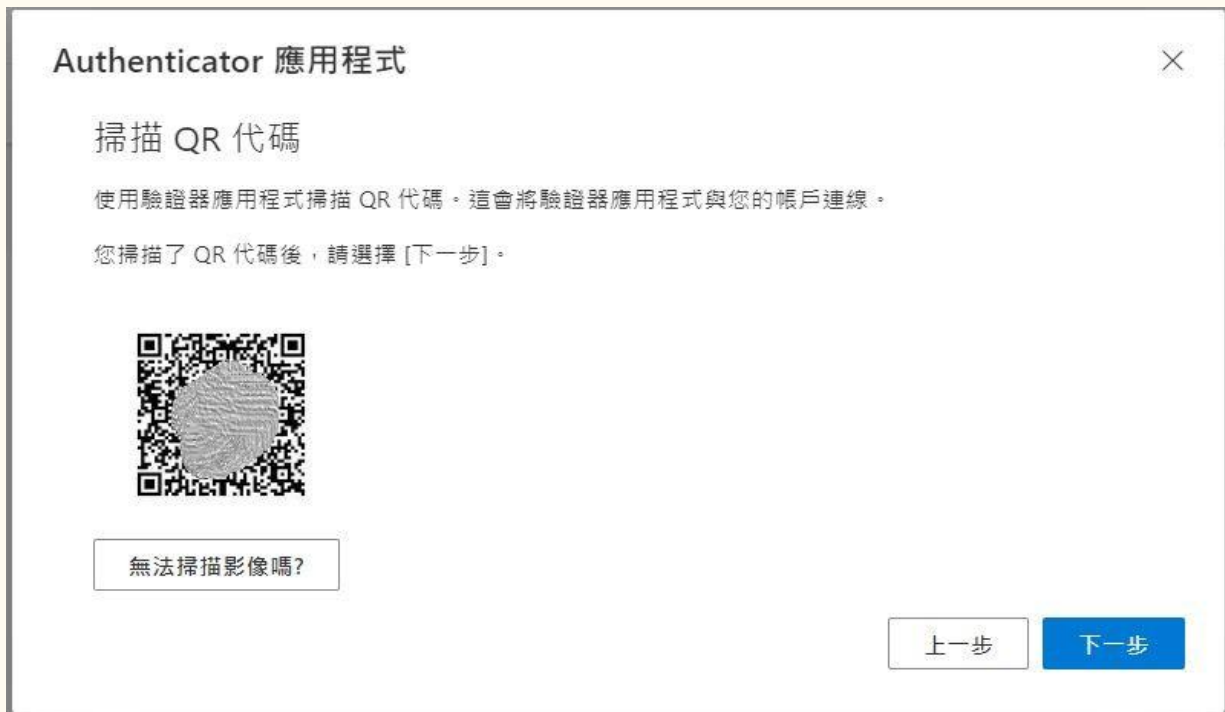 Authenticator 應用程式
掃描 QR 代碼
使用驗證器應用程式掃描 QR 代碼。這會將驗證器應用程式與您的帳戶連線。
您掃描了 QR 代碼後，請選擇 [下一步]。
無法掃描影像嗎?
上一步
下一步